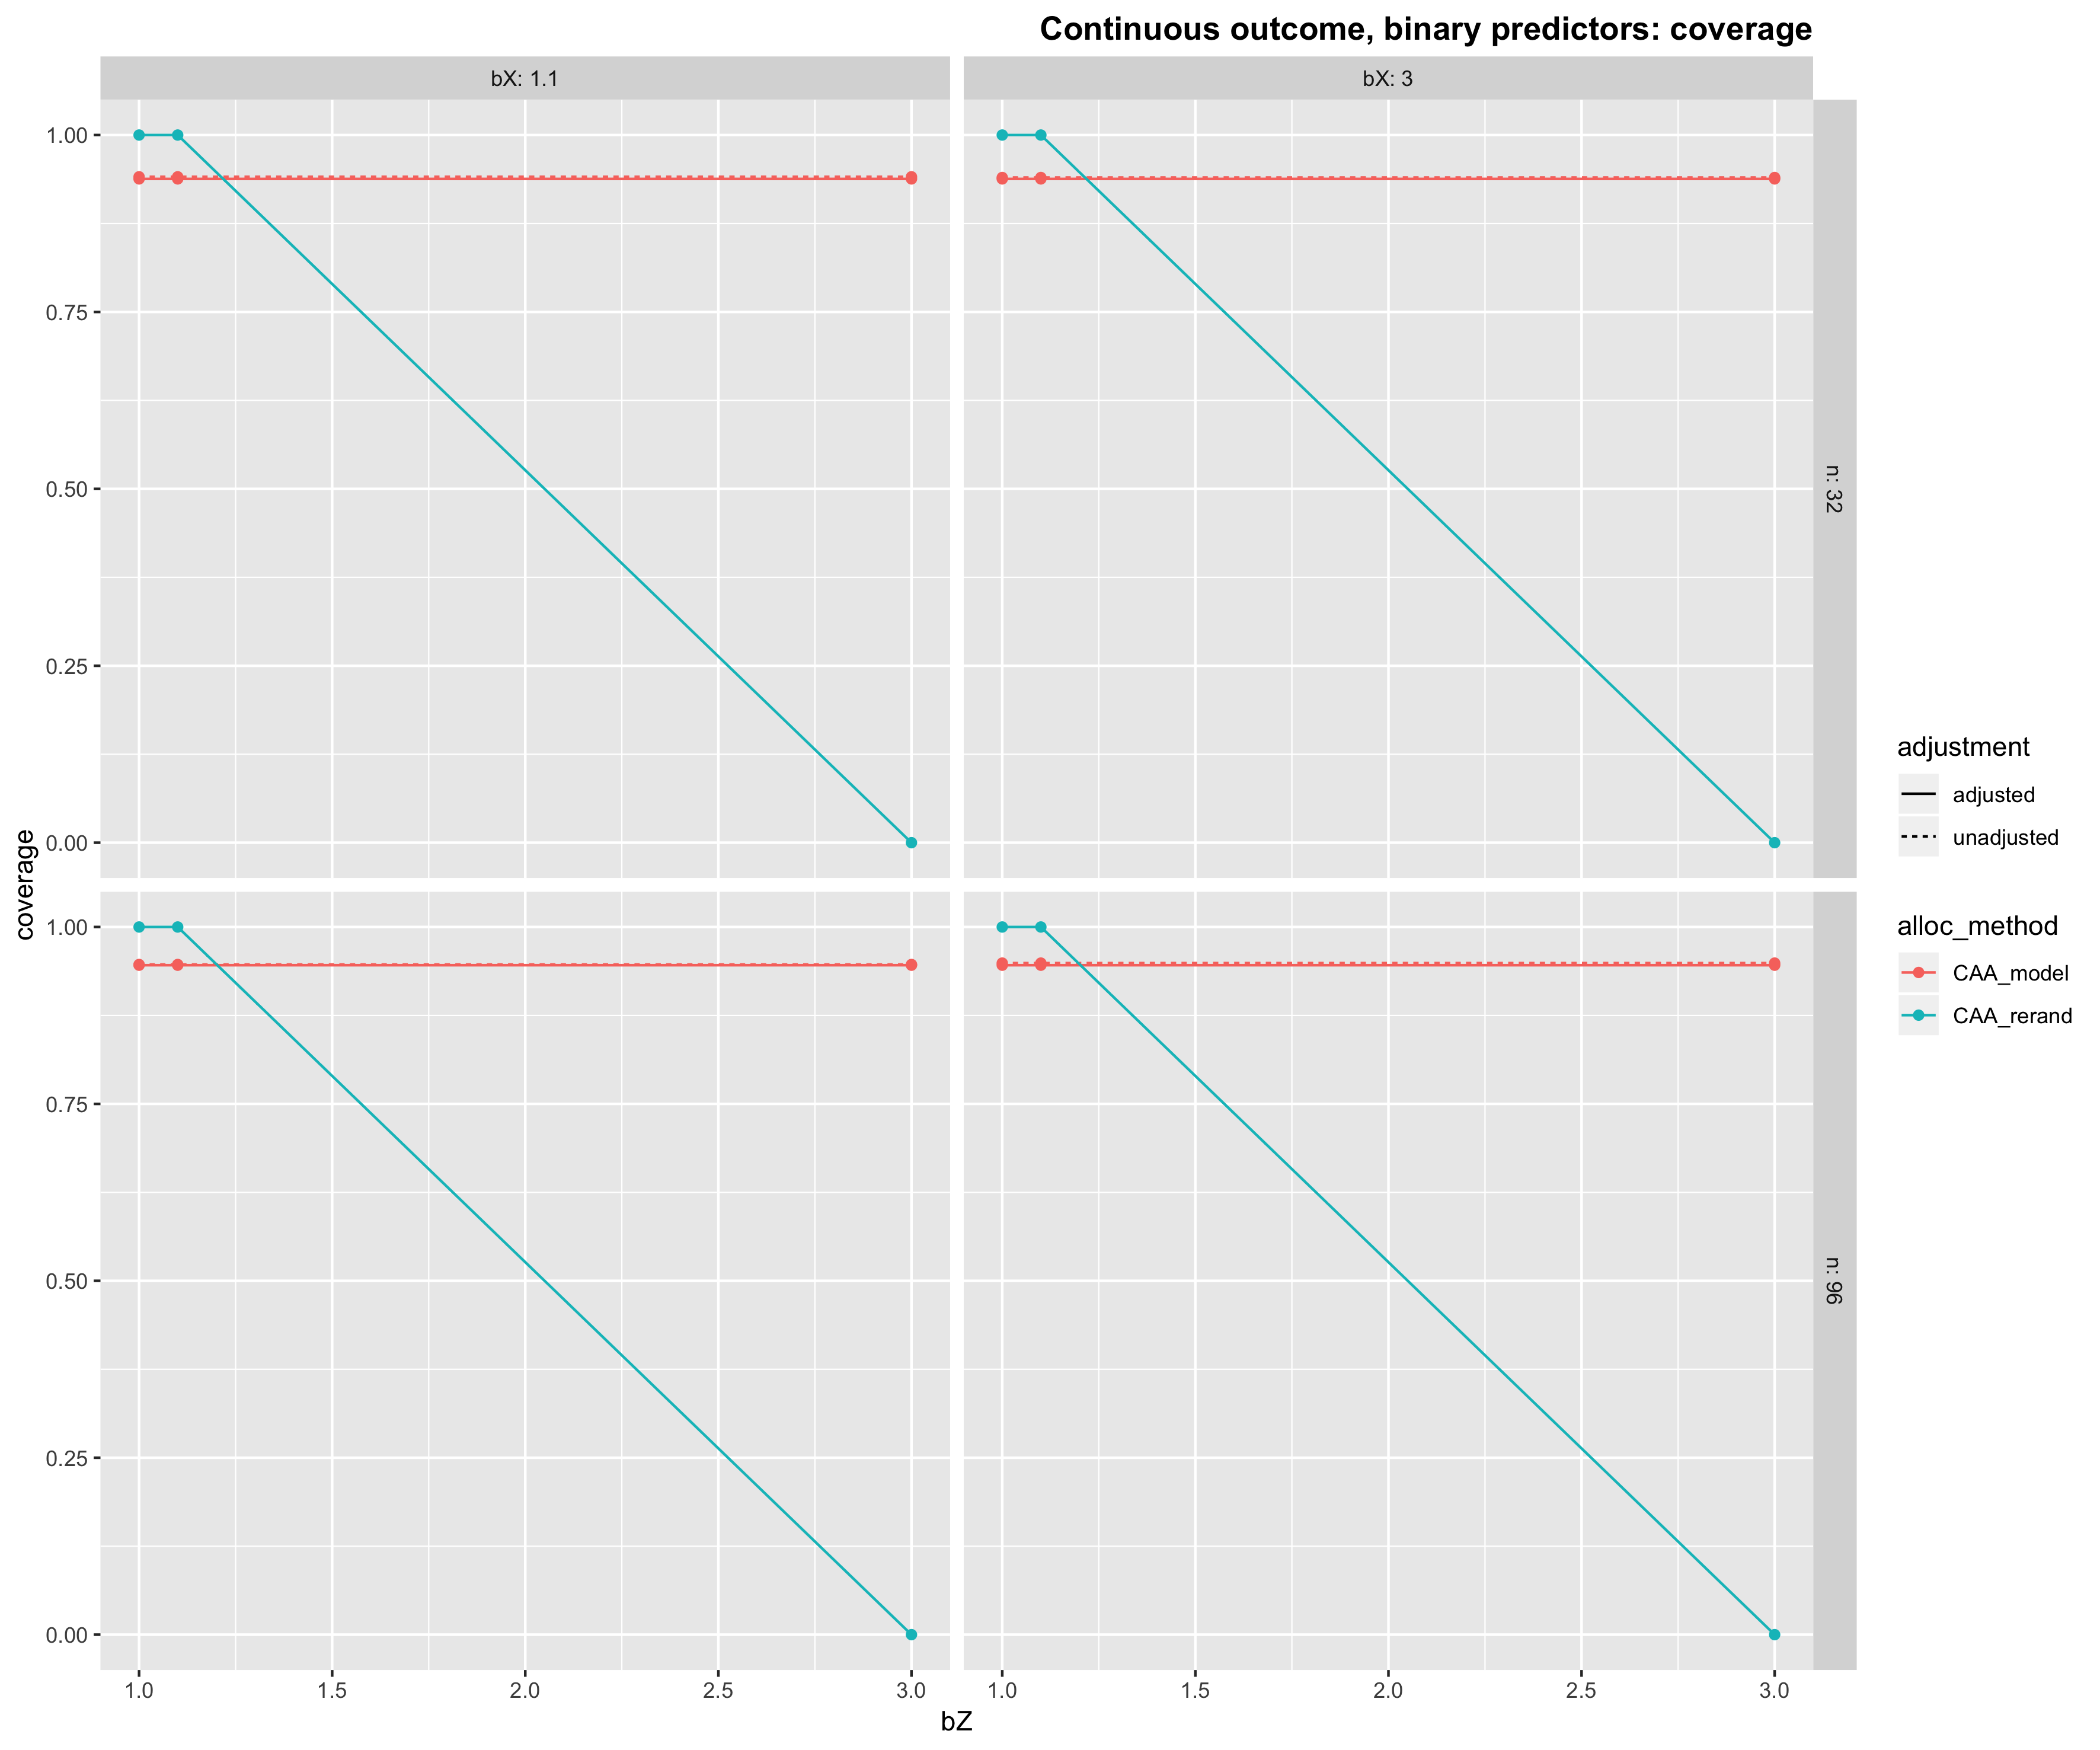 Continuous outcome, binary predictors: coverage
bX: 1.1
bX: 3
1.00
0.75
0.50
0.25
0.00
n: 32
1.00
0.75
0.50
0.25
0.00
n: 96
coverage
1.0
1.5
2.0
2.5
3.0
1.0
1.5
2.0
2.5
3.0
bZ
adjustment
adjusted
unadjusted
alloc_method
CAA_model
CAA_rerand